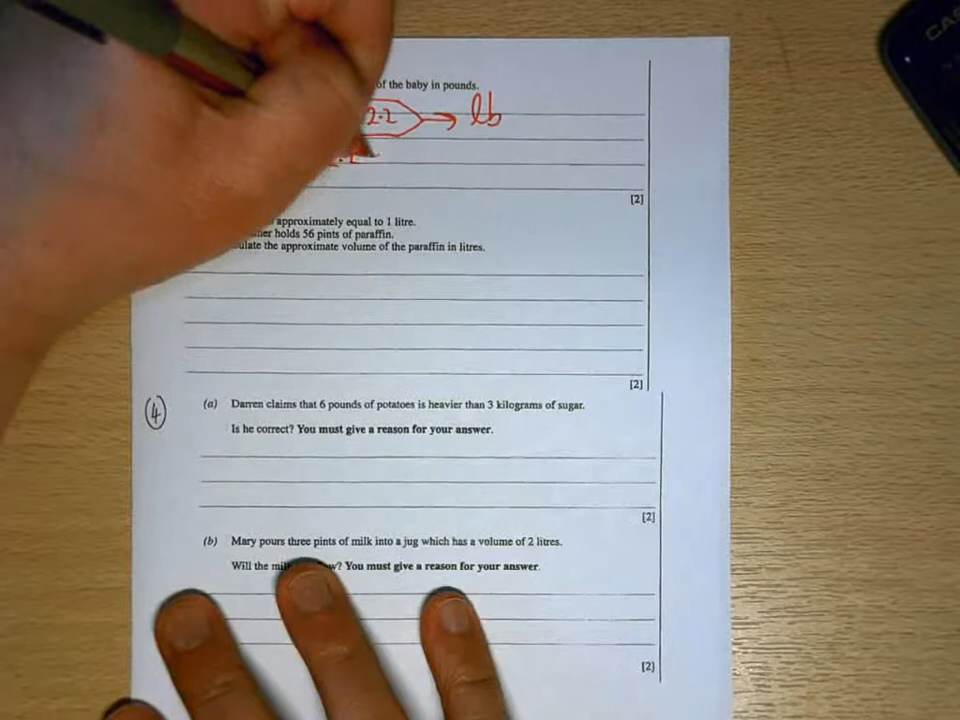 of the baby in pounds.
2.2 → lb
[2]
approximately equal to 1 litre.
holds 56 pints of paraffin.
the approximate volume of the paraffin in litres.
[2]
(4)
(a) Darren claims that 6 pounds of potatoes is heavier than 3 kilograms of sugar.
Is he correct? You must give a reason for your answer.
[2]
(b) Mary pours three pints of milk into a jug which has a volume of 2 litres.
Will the You must give a reason for your answer.
[2]